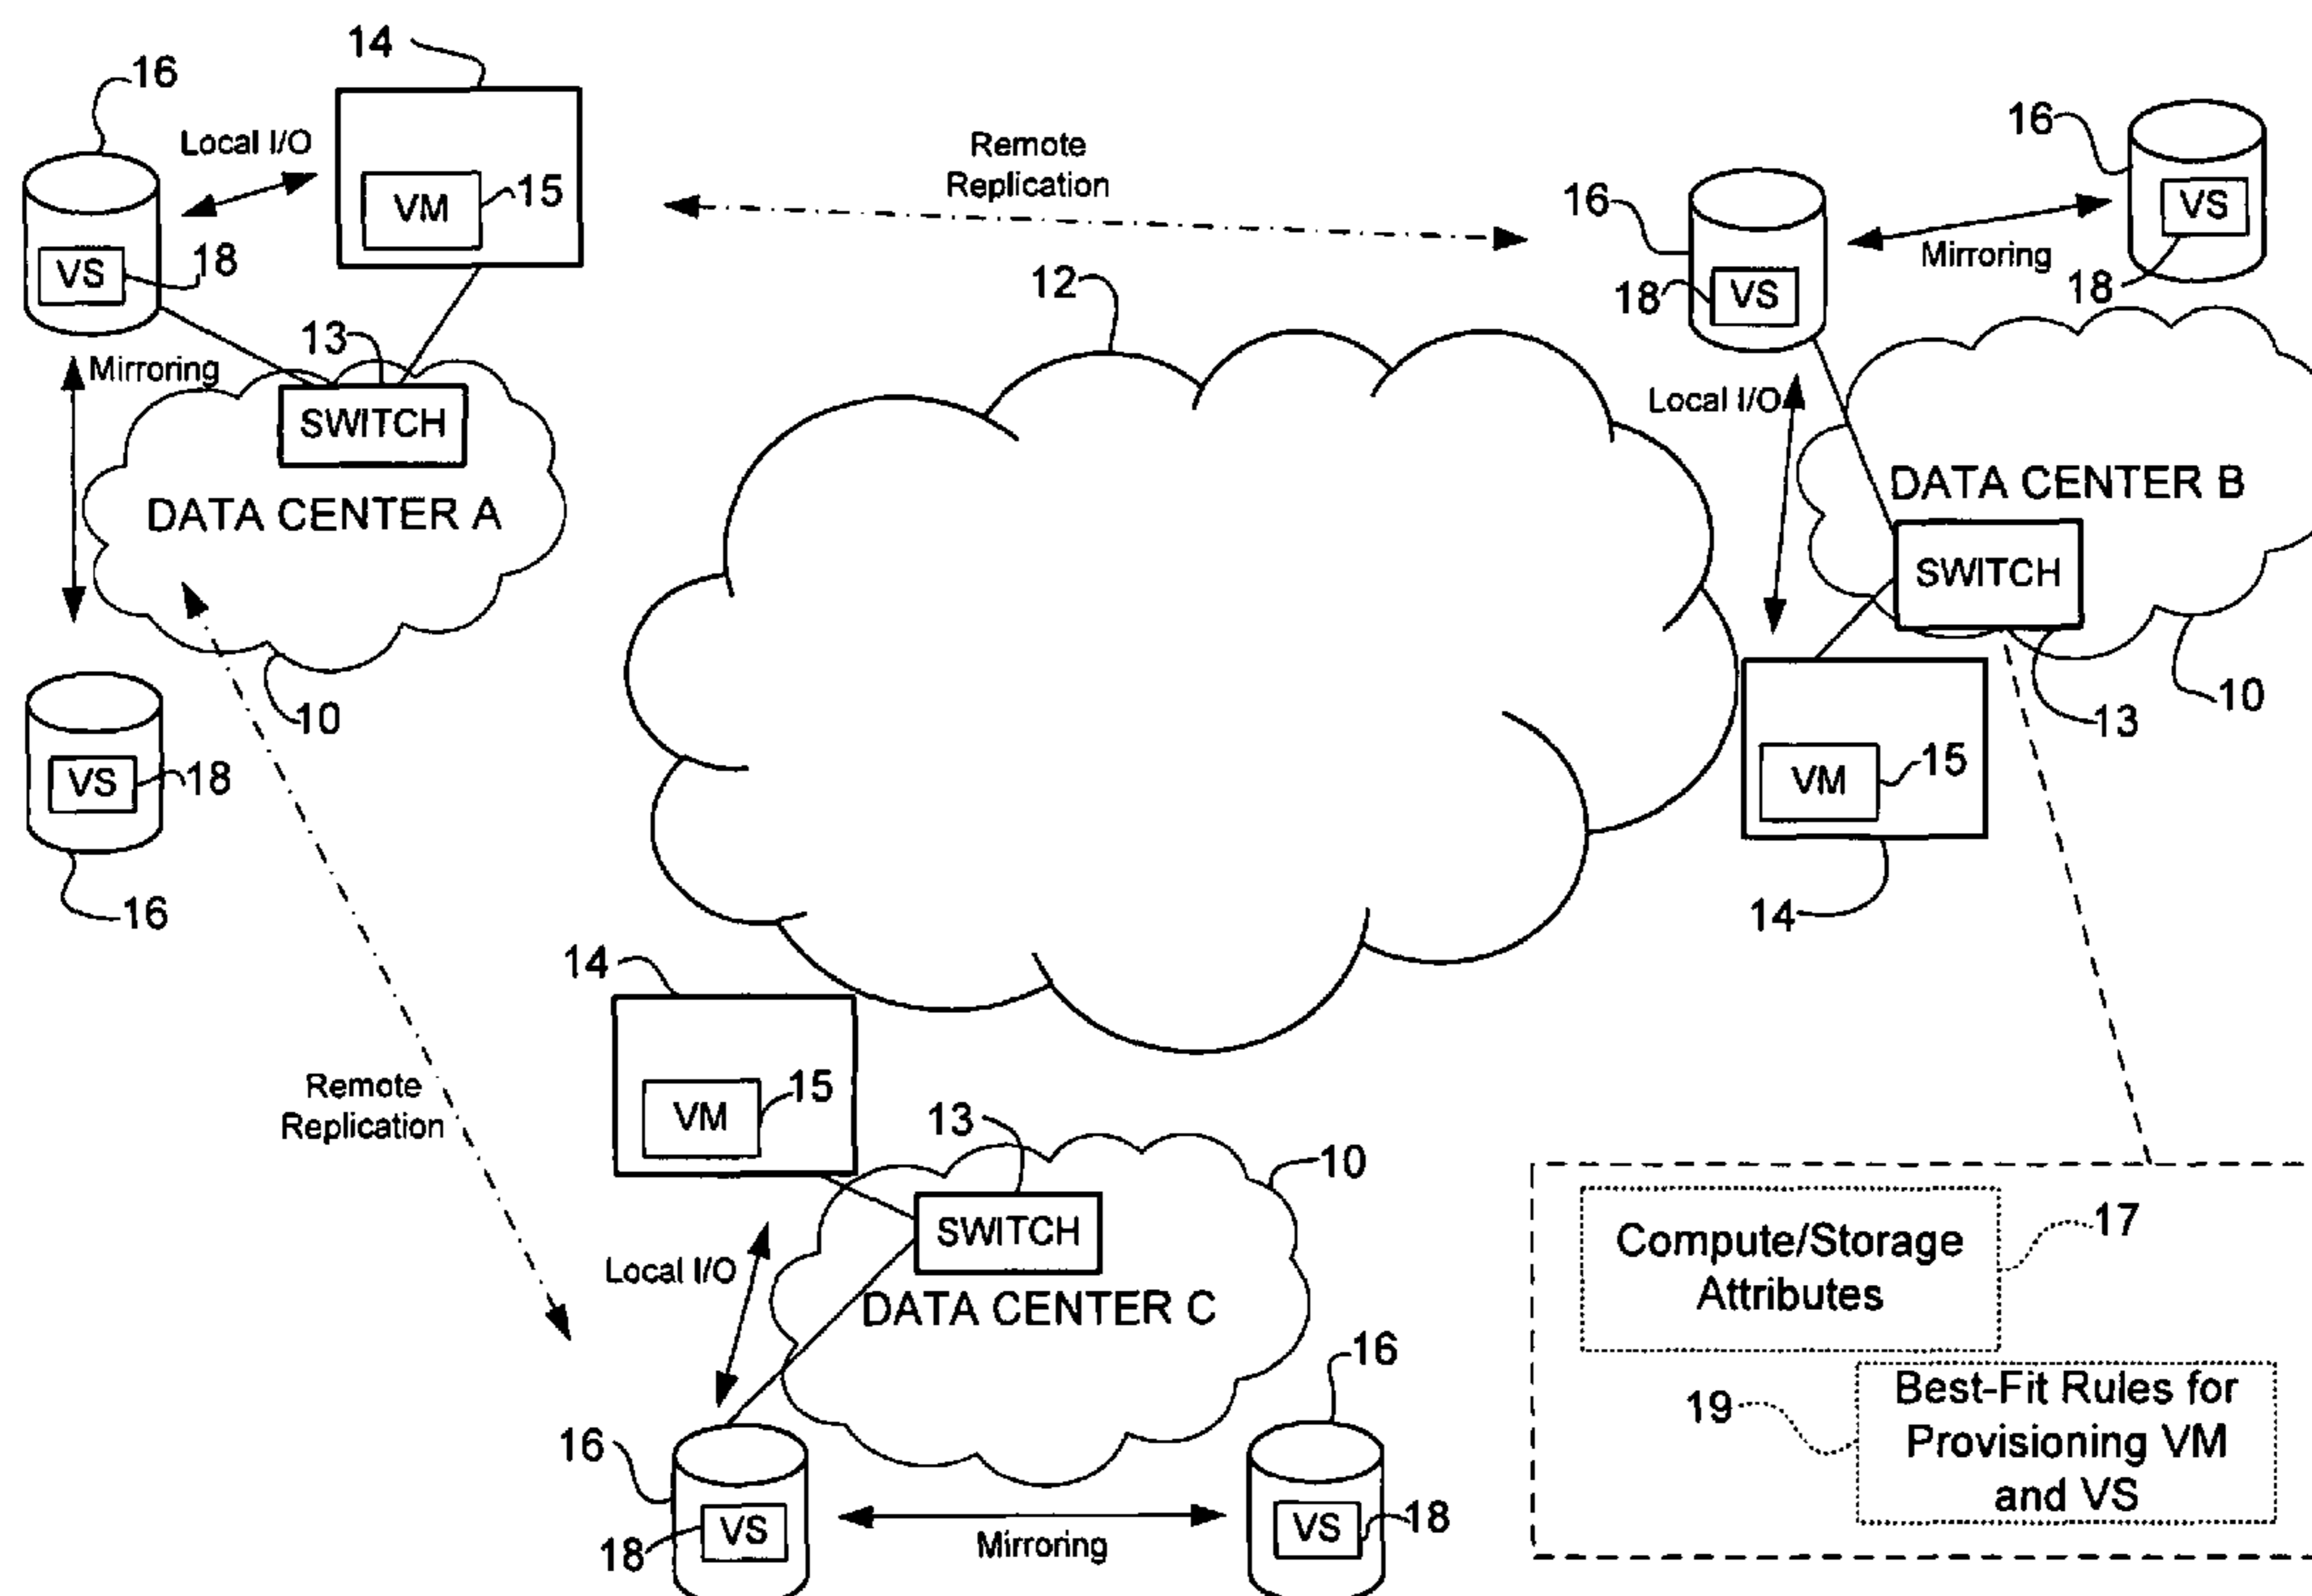 14
16
Local I/O
VM
15
VS
18
13
Mirroring
SWITCH
DATA CENTER A
10
VS
18
16
Remote
Replication
12
16
16
VS
18
VS
Mirroring
18
Local I/O
DATA CENTER B
SWITCH
10
13
VM
15
14
Remote
Replication
14
VM
15
13
10
SWITCH
Local I/O
DATA CENTER C
16
16
VS
18
Mirroring
VS
18
Compute/Storage
Attributes
17
19
Best-Fit Rules for
Provisioning VM
and VS